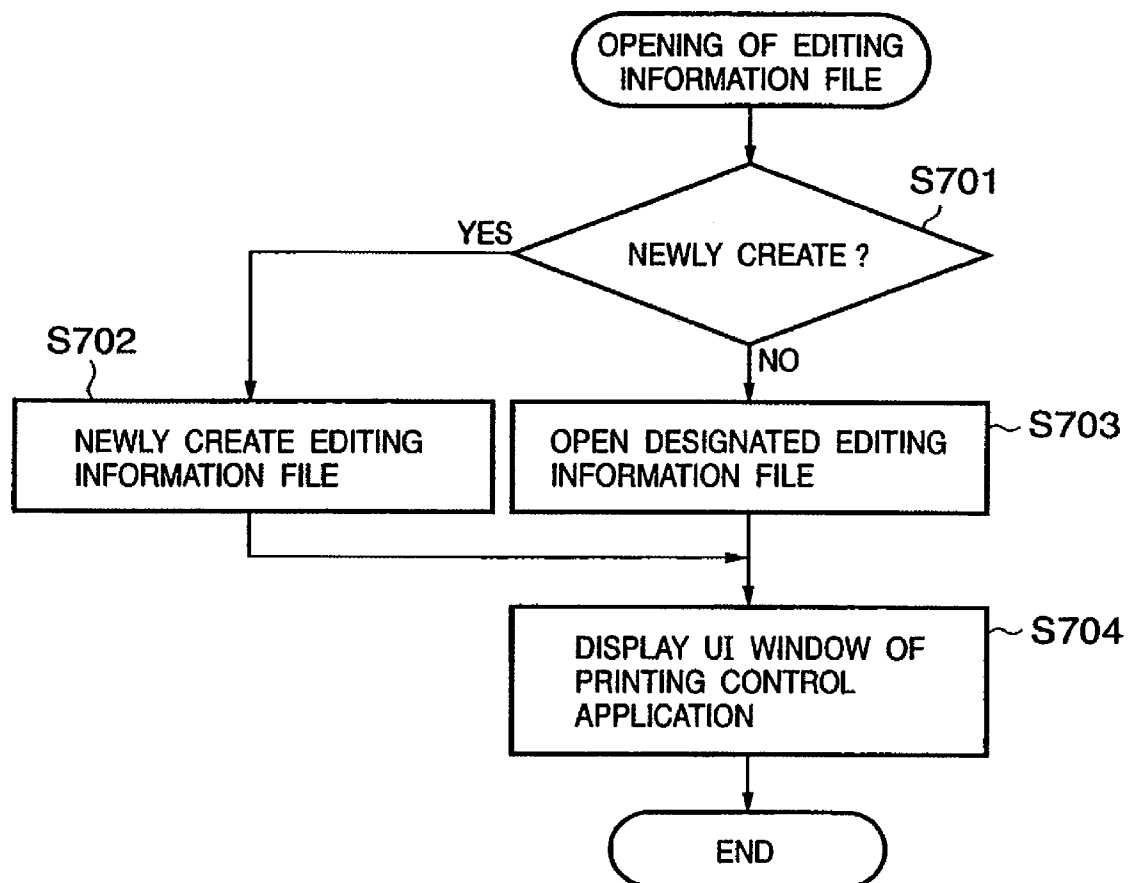 OPENING OF EDITING
INFORMATION FILE
S701
YES
NEWLY CREATE ?
S702
NO
NEWLY CREATE EDITING
INFORMATION FILE
OPEN DESIGNATED EDITING
INFORMATION FILE
S703
DISPLAY UI WINDOW OF
PRINTING CONTROL
APPLICATION
S704
END